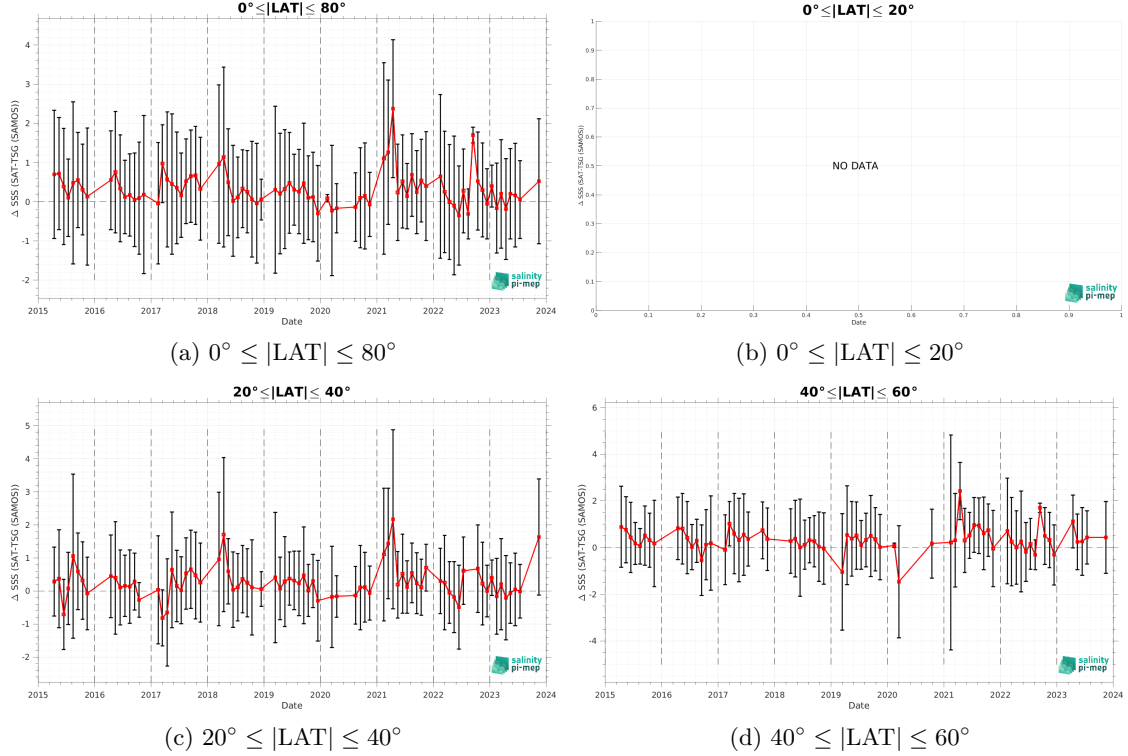 0°≤|LAT|≤ 80°
Δ SSS (SAT-TSG (SAMOS))
4
3
2
1
0
-1
-2
2015 2016 2017 2018 2019 2020 2021 2022 2023 2024
Date
salinity
pi-mep
(a) 0° ≤ |LAT| ≤ 80°
0°≤|LAT|≤ 20°
Δ SSS (SAT-TSG (SAMOS))
1
0.9
0.8
0.7
0.6
0.5
0.4
0.3
0.2
0.1
0
NO DATA
0 0.1 0.2 0.3 0.4 0.5 0.6 0.7 0.8 0.9 1
Date
salinity
pi-mep
(b) 0° ≤ |LAT| ≤ 20°
20°≤|LAT|≤ 40°
Δ SSS (SAT-TSG (SAMOS))
5
4
3
2
1
0
-1
-2
2015 2016 2017 2018 2019 2020 2021 2022 2023 2024
Date
salinity
pi-mep
(c) 20° ≤ |LAT| ≤ 40°
40°≤|LAT|≤ 60°
Δ SSS (SAT-TSG (SAMOS))
6
4
2
0
-2
-4
2015 2016 2017 2018 2019 2020 2021 2022 2023 2024
Date
salinity
pi-mep
(d) 40° ≤ |LAT| ≤ 60°